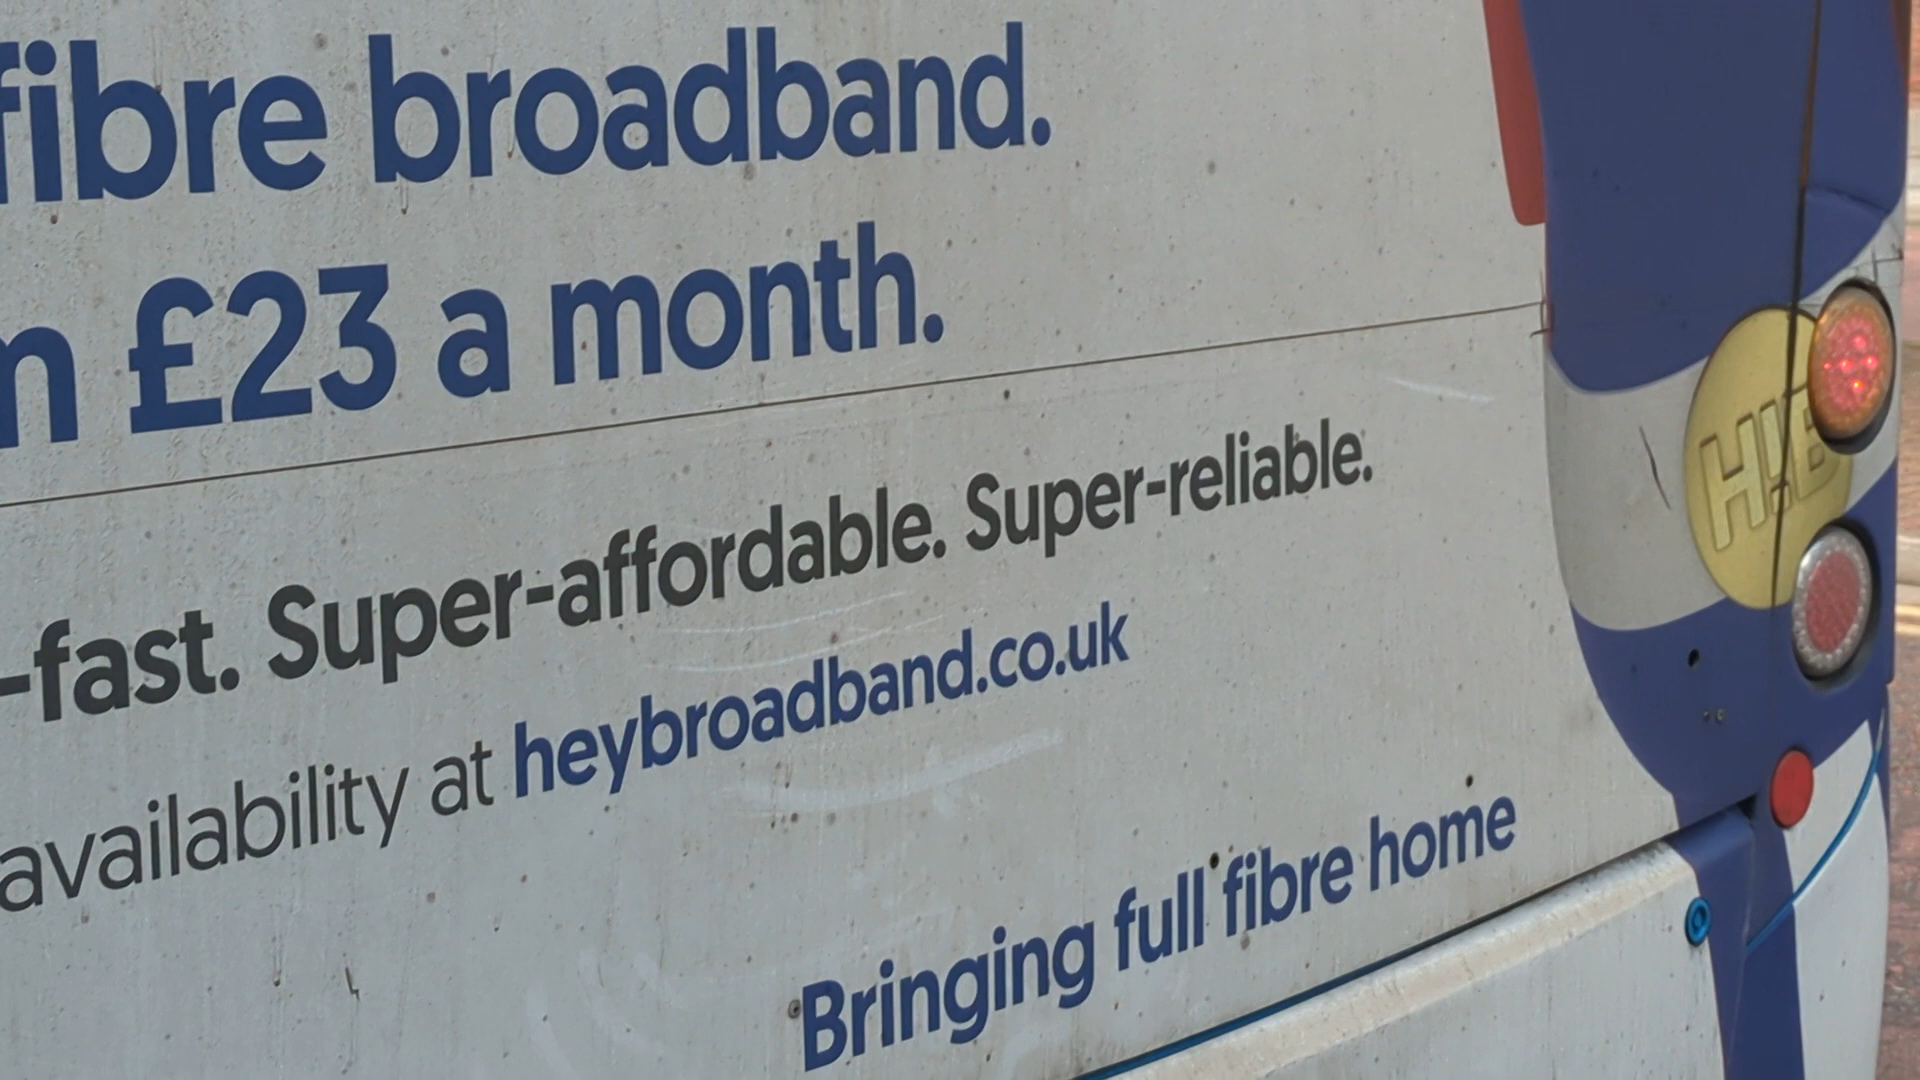 fibre broadband.
£23 a month.
-fast. Super-affordable. Super-reliable.
availability at heybroadband.co.uk
Bringing full fibre home
H!B